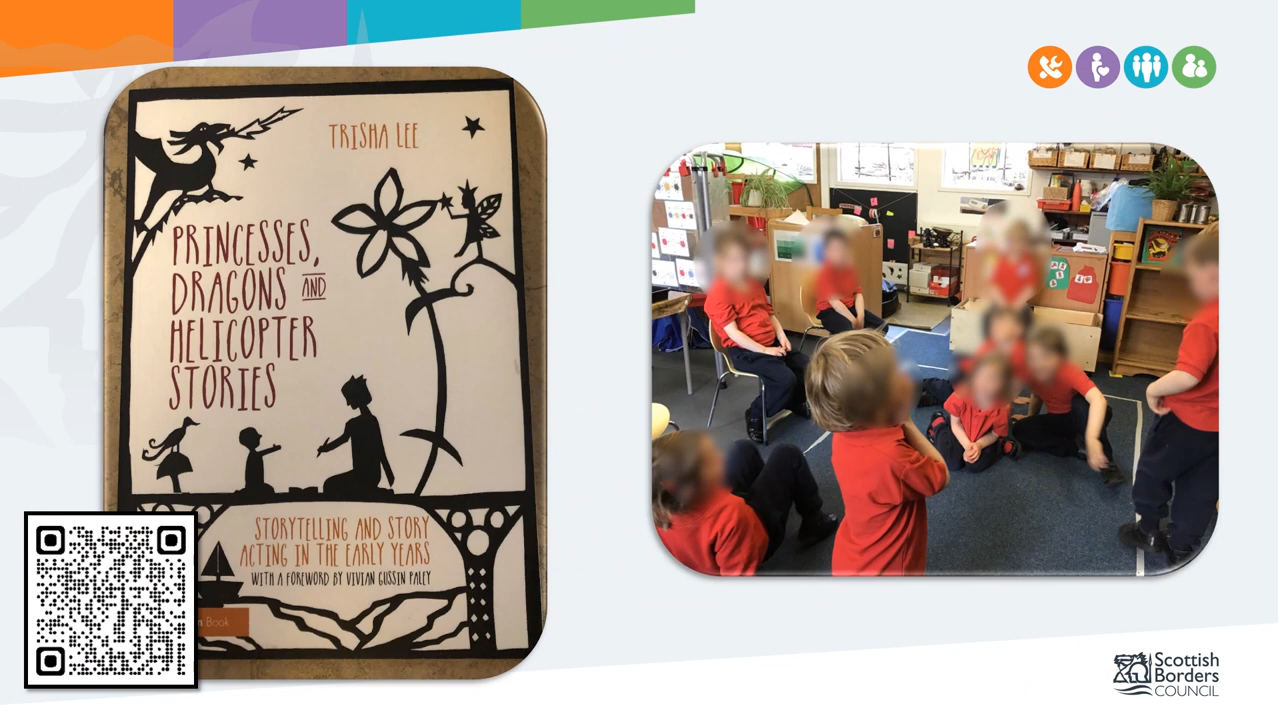 TRISHA LEE
PRINCESSES,
DRAGONS AND
HELICOPTER
STORIES
STORYTELLING AND STORY
ACTING IN THE EARLY YEARS
WITH A FOREWORD BY VIVIAN GUSSIN PALEY
Book
Scottish
Borders
COUNCIL